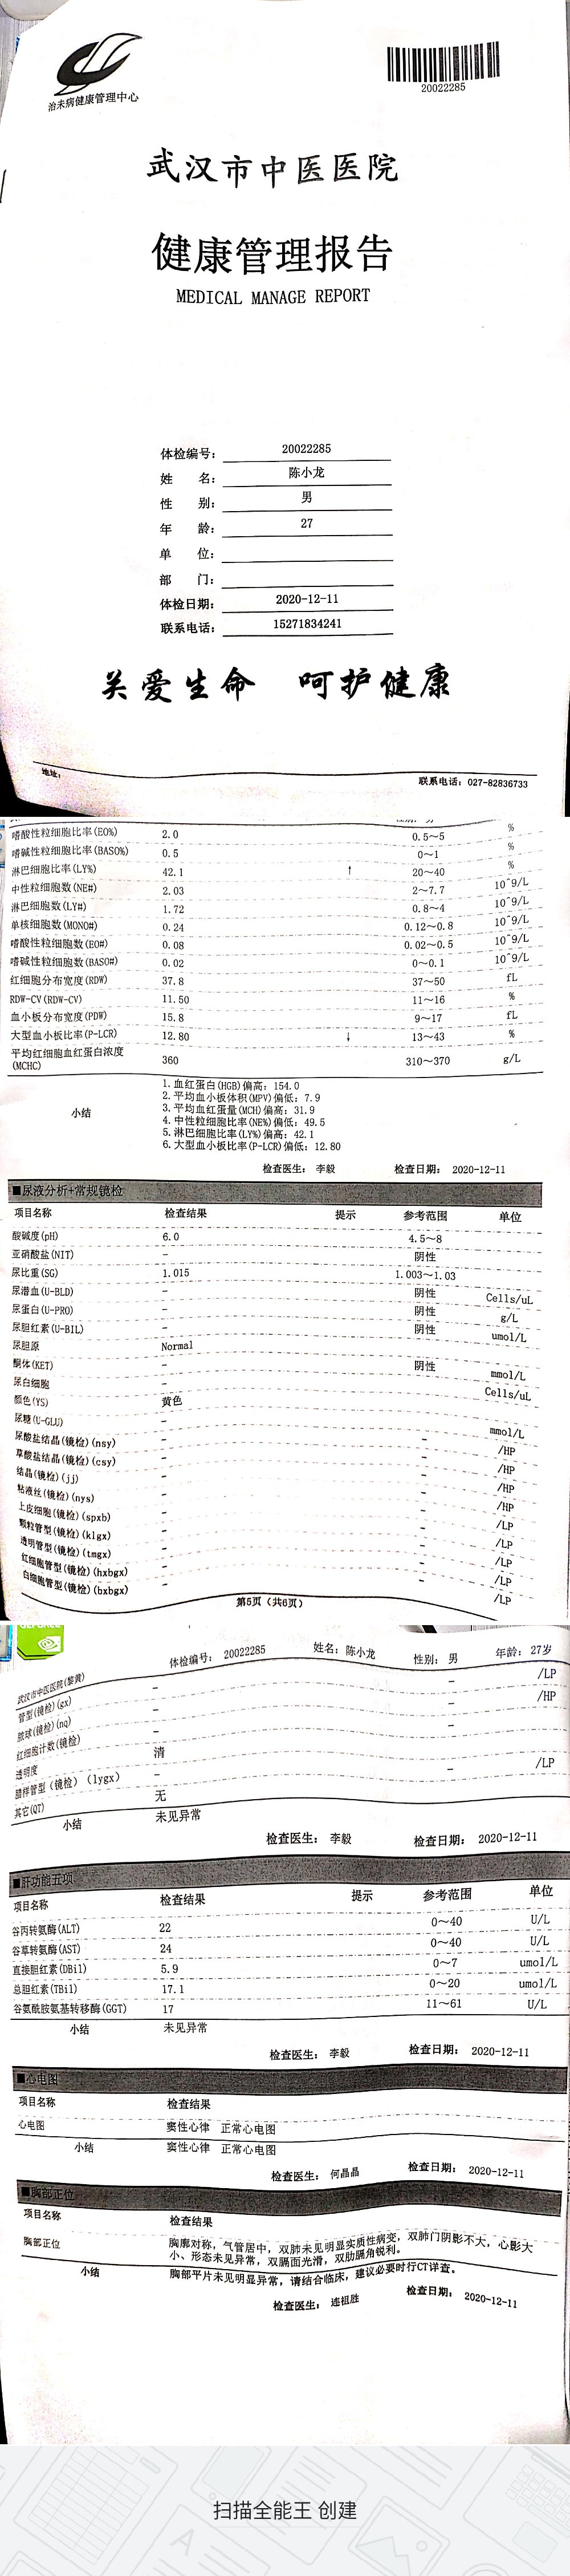 治未病健康管理中心
20022285
武汉市中医医院
健康管理报告
MEDICAL MANAGE REPORT
体检编号: 20022285
姓 名: 陈小龙
性 别: 男
年 龄: 27
单 位:
部 门:
体检日期: 2020-12-11
联系电话: 15271834241
关爱生命 呵护健康
地址: 联系电话: 027-82836733
嗜酸性粒细胞比率(EO%) 2.0 0.5~5 %
嗜碱性粒细胞比率(BASO%) 0.5 0~1 %
淋巴细胞比率(LY%) 42.1 ↑ 20~40 %
中性粒细胞数(NE#) 2.03 2~7.7 10^9/L
淋巴细胞数(LY#) 1.72 0.8~4 10^9/L
单核细胞数(MONO#) 0.24 0.12~0.8 10^9/L
嗜酸性粒细胞数(EO#) 0.08 0.02~0.5 10^9/L
嗜碱性粒细胞数(BASO#) 0.02 0~0.1 10^9/L
红细胞分布宽度(RDW) 37.8 37~50 fL
RDW-CV(RDW-CV) 11.50 11~16 %
血小板分布宽度(PDW) 15.8 9~17 fL
大型血小板比率(P-LCR) 12.80 ↓ 13~43 %
平均红细胞血红蛋白浓度(MCHC) 360 310~370 g/L
小结
1. 血红蛋白(HGB)偏高: 154.0
2. 平均血小板体积(MPV)偏低: 7.9
3. 平均血红蛋量(MCH)偏高: 31.9
4. 中性粒细胞比率(NE%)偏低: 49.5
5. 淋巴细胞比率(LY%)偏高: 42.1
6. 大型血小板比率(P-LCR)偏低: 12.80
检查医生: 李毅 检查日期: 2020-12-11
■尿液分析+常规镜检
项目名称 检查结果 提示 参考范围 单位
酸碱度(pH) 6.0 4.5~8
亚硝酸盐(NIT) - 阴性
尿比重(SG) 1.015 1.003~1.03
尿潜血(U-BLD) - 阴性 Cells/uL
尿蛋白(U-PRO) - 阴性 g/L
尿胆红素(U-BIL) - 阴性 umol/L
尿胆原 Normal
酮体(KET) - 阴性 mmol/L
尿白细胞 - Cells/uL
颜色(YS) 黄色
尿糖(U-GLU) - mmol/L
尿酸盐结晶(镜检)(nsy) - - /HP
草酸盐结晶(镜检)(csy) - - /HP
结晶(镜检)(jj) - - /HP
粘液丝(镜检)(nys) - - /HP
上皮细胞(镜检)(spxb) - - /LP
颗粒管型(镜检)(klgx) - - /LP
透明管型(镜检)(tmgx) - - /LP
红细胞管型(镜检)(hxbgx) - - /LP
白细胞管型(镜检)(bxbgx) - - /LP
第5页 (共6页)
武汉市中医医院(黎黄) 体检编号: 20022285 姓名: 陈小龙 性别: 男 年龄: 27岁
管型(镜检)(gx) - - /LP
脓球(镜检)(nq) - - /HP
红细胞计数(镜检) - -
透明度 清
腊样管型（镜检）(lygx) - - /LP
其它(QT) 无
小结 未见异常
检查医生: 李毅 检查日期: 2020-12-11
■肝功能五项
项目名称 检查结果 提示 参考范围 单位
谷丙转氨酶(ALT) 22 0~40 U/L
谷草转氨酶(AST) 24 0~40 U/L
直接胆红素(DBil) 5.9 0~7 umol/L
总胆红素(TBil) 17.1 0~20 umol/L
谷氨酰胺氨基转移酶(GGT) 17 11~61 U/L
小结 未见异常
检查医生: 李毅 检查日期: 2020-12-11
■心电图
项目名称 检查结果
心电图 窦性心律 正常心电图
小结 窦性心律 正常心电图
检查医生: 何晶晶 检查日期: 2020-12-11
■胸部正位
项目名称 检查结果
胸部正位 胸廓对称，气管居中，双肺未见明显实质性病变，双肺门阴影不大，心影大
小、形态未见异常，双膈面光滑，双肋膈角锐利。
小结 胸部平片未见明显异常，请结合临床，建议必要时行CT详查。
检查医生: 连祖胜 检查日期: 2020-12-11
扫描全能王 创建